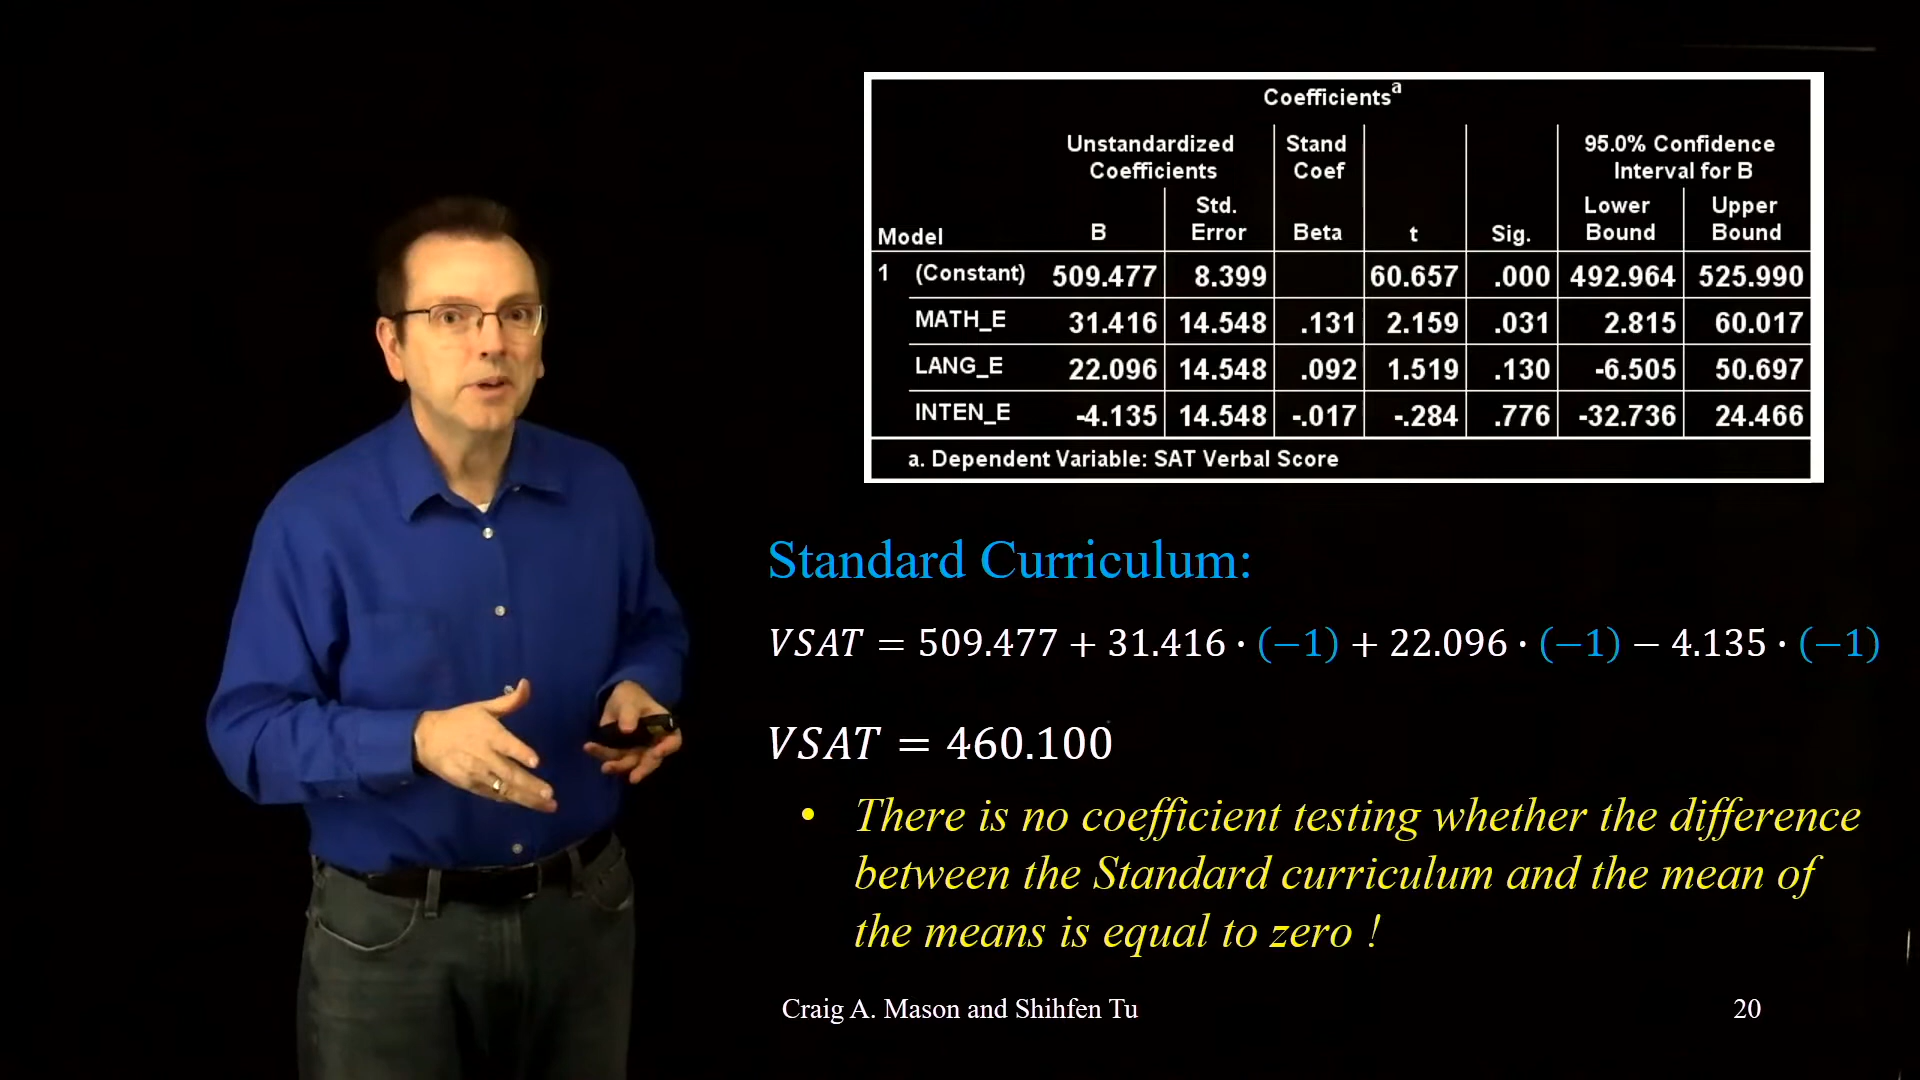 Coefficientsᵃ
Unstandardized Coefficients Stand Coef 95.0% Confidence Interval for B
Model B Std. Error Beta t Sig. Lower Bound Upper Bound
1 (Constant) 509.477 8.399 60.657 .000 492.964 525.990
MATH_E 31.416 14.548 .131 2.159 .031 2.815 60.017
LANG_E 22.096 14.548 .092 1.519 .130 -6.505 50.697
INTEN_E -4.135 14.548 -.017 -.284 .776 -32.736 24.466
a. Dependent Variable: SAT Verbal Score
Standard Curriculum:
VSAT = 509.477 + 31.416 · (−1) + 22.096 · (−1) − 4.135 · (−1)
VSAT = 460.100
• There is no coefficient testing whether the difference
between the Standard curriculum and the mean of
the means is equal to zero !
Craig A. Mason and Shihfen Tu 20